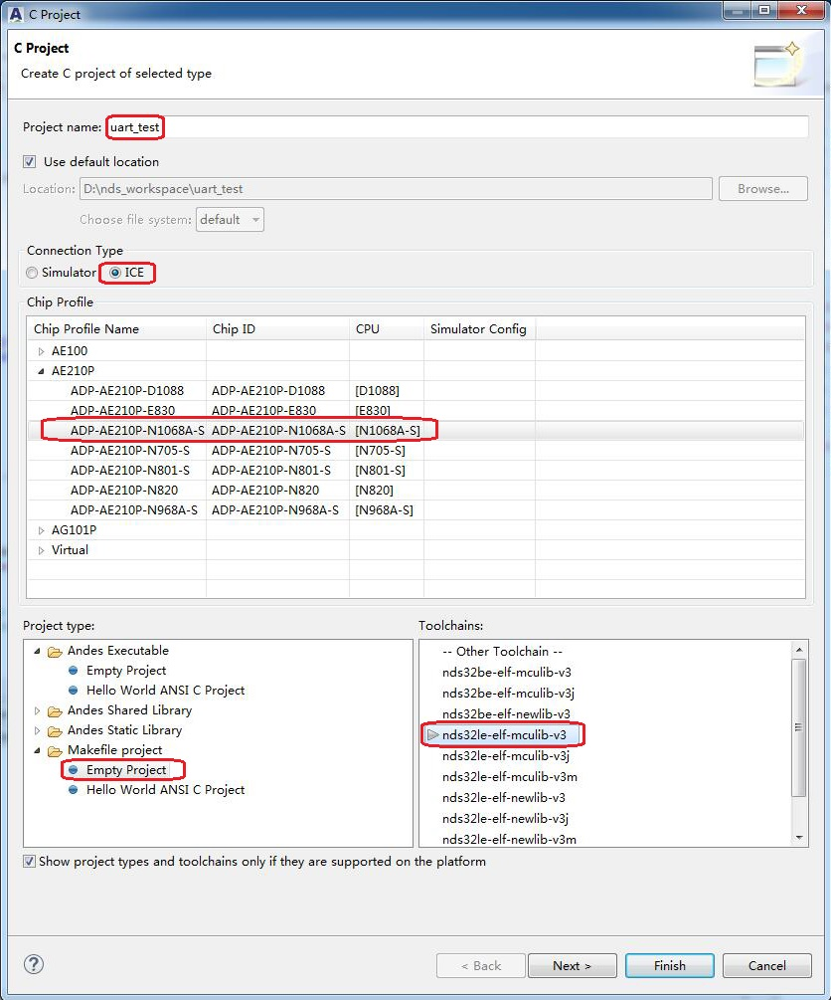 C Project
C Project
Create C project of selected type
Project name: uart_test
Use default location
Location: D:\nds_workspace\uart_test Browse...
Choose file system: default
Connection Type
Simulator ICE
Chip Profile
Chip Profile Name Chip ID CPU Simulator Config
AE100
AE210P
ADP-AE210P-D1088 ADP-AE210P-D1088 [D1088]
ADP-AE210P-E830 ADP-AE210P-E830 [E830]
ADP-AE210P-N1068A-S ADP-AE210P-N1068A-S [N1068A-S]
ADP-AE210P-N705-S ADP-AE210P-N705-S [N705-S]
ADP-AE210P-N801-S ADP-AE210P-N801-S [N801-S]
ADP-AE210P-N820 ADP-AE210P-N820 [N820]
ADP-AE210P-N968A-S ADP-AE210P-N968A-S [N968A-S]
AG101P
Virtual
Project type:
Andes Executable
Empty Project
Hello World ANSI C Project
Andes Shared Library
Andes Static Library
Makefile project
Empty Project
Hello World ANSI C Project
Toolchains:
-- Other Toolchain --
nds32be-elf-mculib-v3
nds32be-elf-mculib-v3j
nds32be-elf-newlib-v3
nds32le-elf-mculib-v3
nds32le-elf-mculib-v3j
nds32le-elf-mculib-v3m
nds32le-elf-newlib-v3
nds32le-elf-newlib-v3j
nds32le-elf-newlib-v3m
Show project types and toolchains only if they are supported on the platform
? < Back Next > Finish Cancel